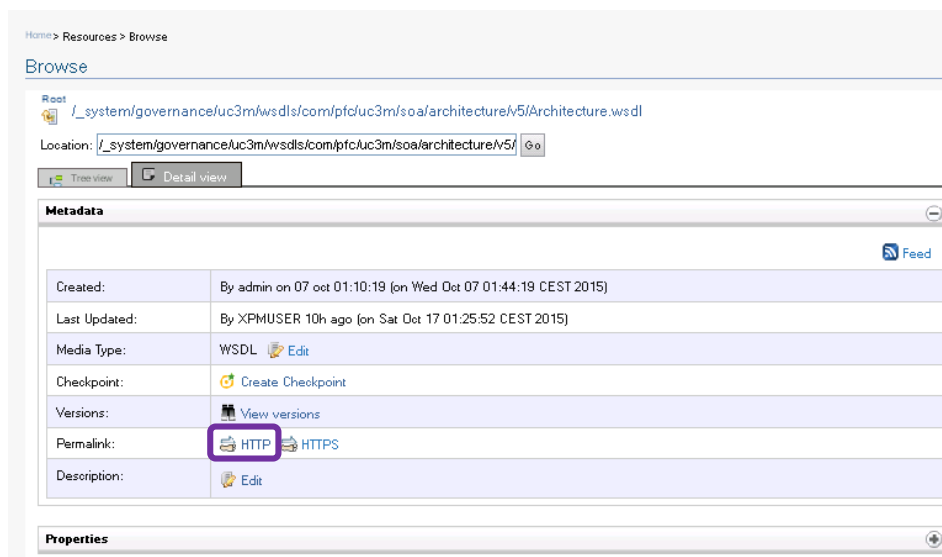 Home > Resources > Browse
Browse
Root
/_system/governance/uc3m/wsdls/com/pfc/uc3m/soa/architecture/v5/Architecture.wsdl
Location: /_system/governance/uc3m/wsdls/com/pfc/uc3m/soa/architecture/v5/ Go
Tree view Detail view
Metadata
Feed
Created: By admin on 07 oct 01:10:19 (on Wed Oct 07 01:44:19 CEST 2015)
Last Updated: By XPMUSER 10h ago (on Sat Oct 17 01:25:52 CEST 2015)
Media Type: WSDL Edit
Checkpoint: Create Checkpoint
Versions: View versions
Permalink: HTTP HTTPS
Description: Edit
Properties